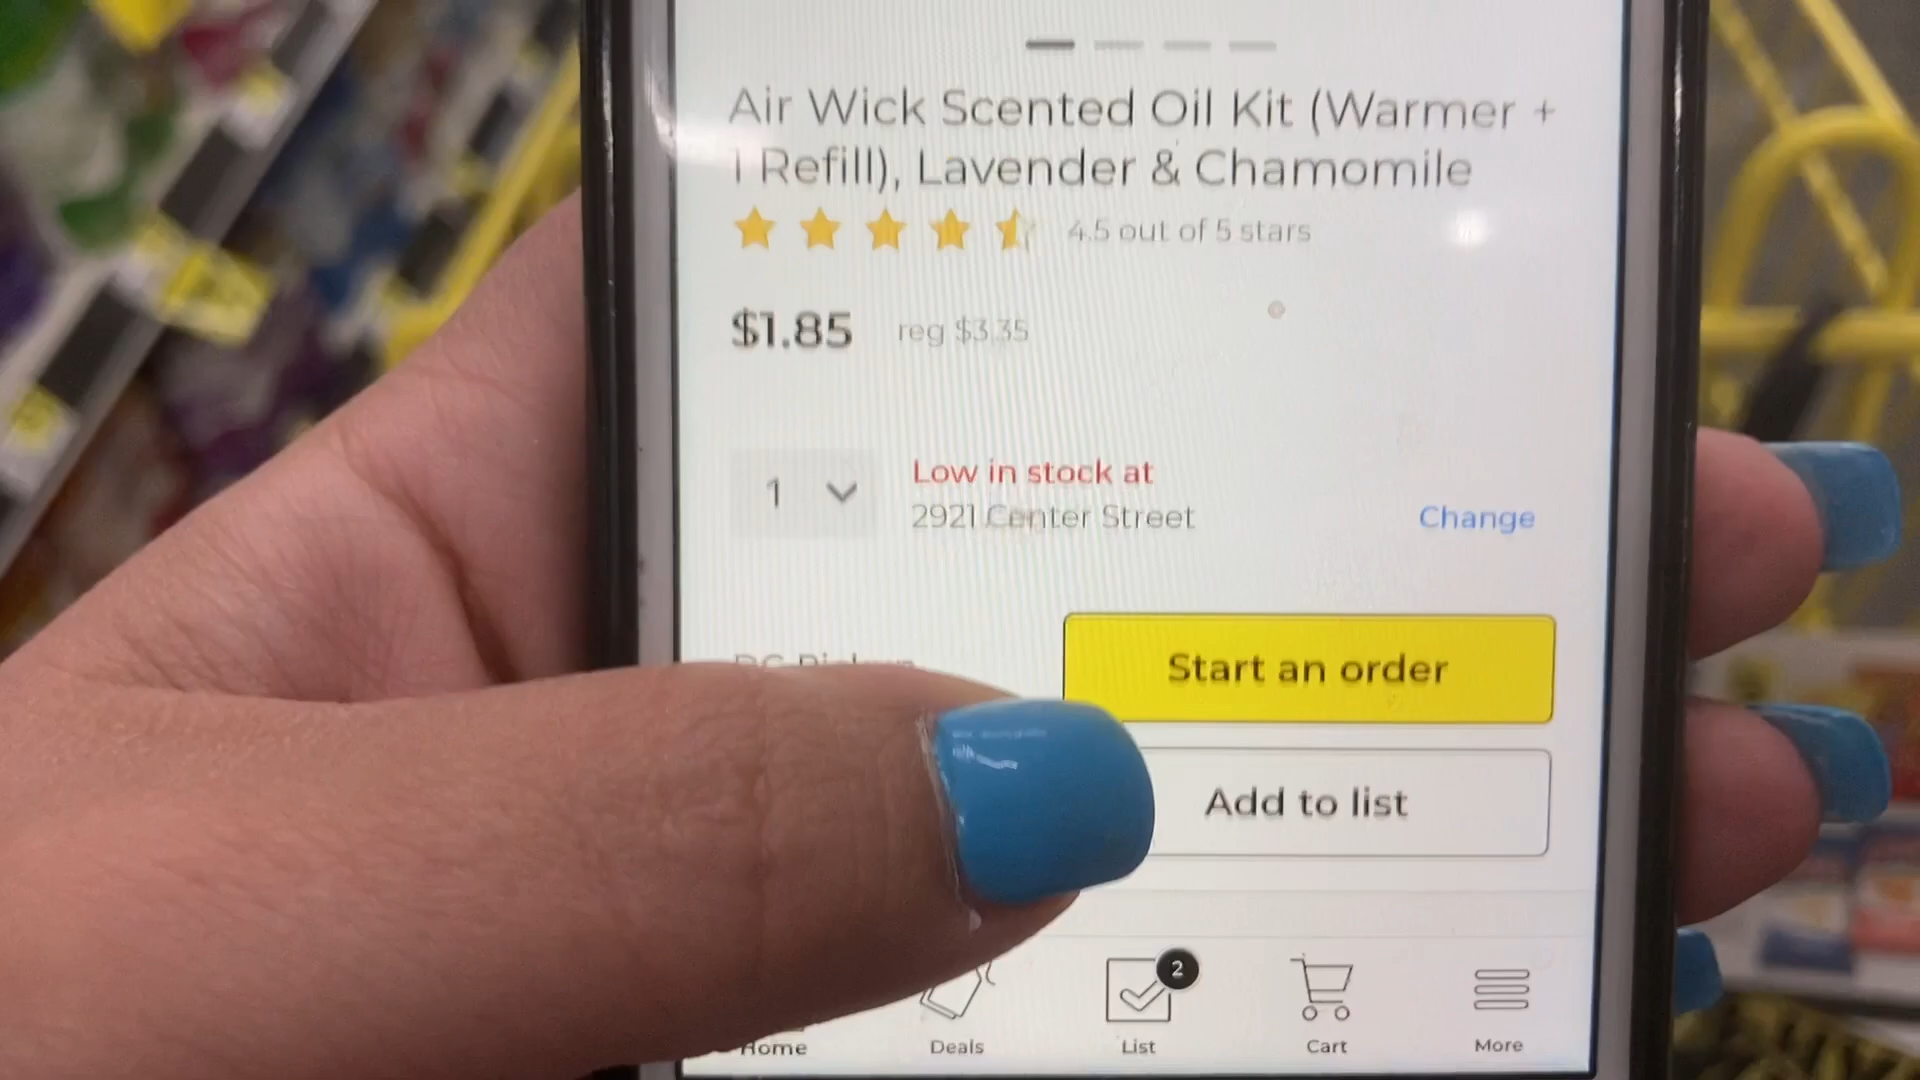 Air Wick Scented Oil Kit (Warmer +
1 Refill), Lavender & Chamomile
4.5 out of 5 stars
$1.85 reg $3.35
1
Low in stock at
2921 Center Street
Change
Start an order
Add to list
2
Home
Deals
List
Cart
More